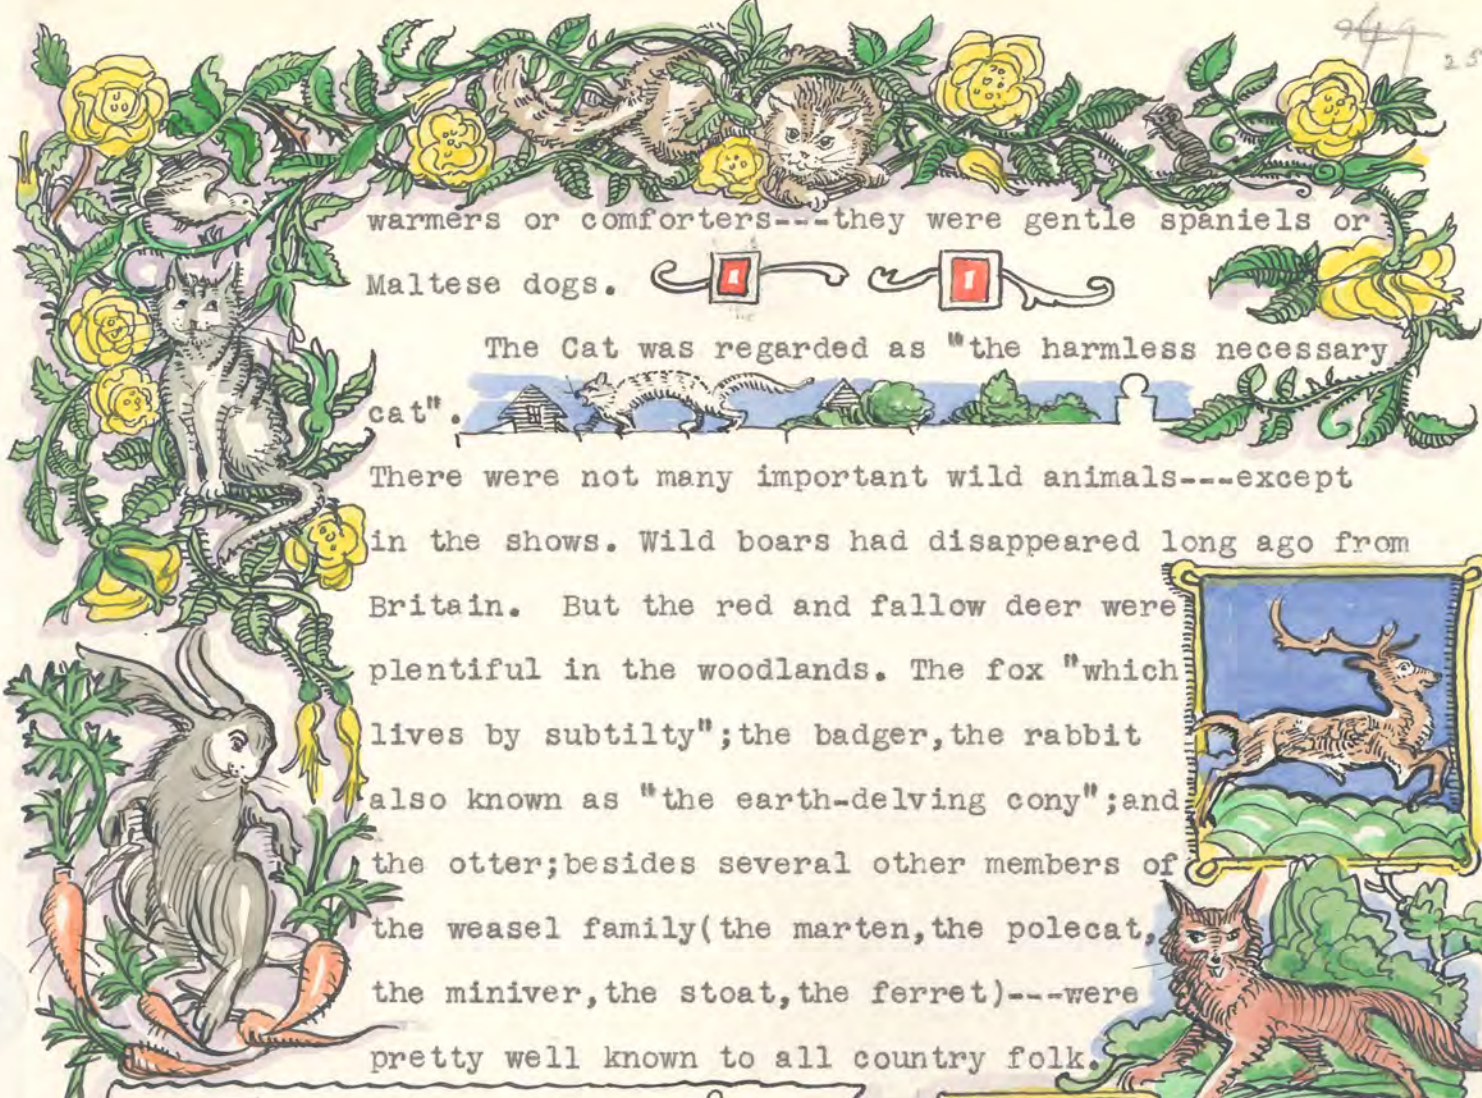 warmers or comforters---they were gentle spaniels or
Maltese dogs.
The Cat was regarded as "the harmless necessary
cat".
There were not many important wild animals---except
in the shows. Wild boars had disappeared long ago from
Britain. But the red and fallow deer were
plentiful in the woodlands. The fox "which
lives by subtilty";the badger,the rabbit
also known as "the earth-delving cony";and
the otter;besides several other members of
the weasel family(the marten,the polecat,
the miniver,the stoat,the ferret)---were
pretty well known to all country folk.